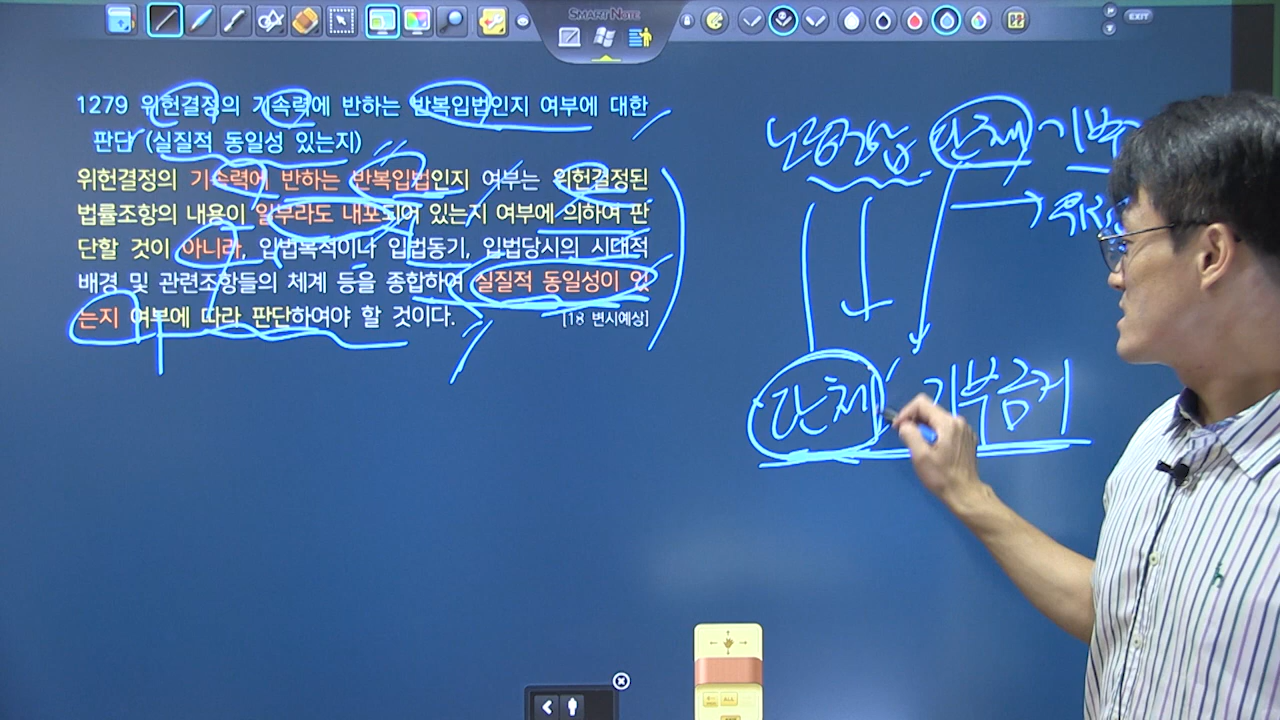 SMART NOTE
EXIT
1279 위헌결정의 기속력에 반하는 반복입법인지 여부에 대한
판단 (실질적 동일성 있는지)
위헌결정의 기속력에 반하는 반복입법인지 여부는 위헌결정된
법률조항의 내용이 일부라도 내포되어 있는지 여부에 의하여 판
단할 것이 아니라, 입법목적이나 입법동기, 입법당시의 시대적
배경 및 관련조항들의 체계 등을 종합하여 실질적 동일성이 있
는지 여부에 따라 판단하여야 할 것이다.
[18 변시예상]
노동조합 단체 기부
단체 기부금지
ALL